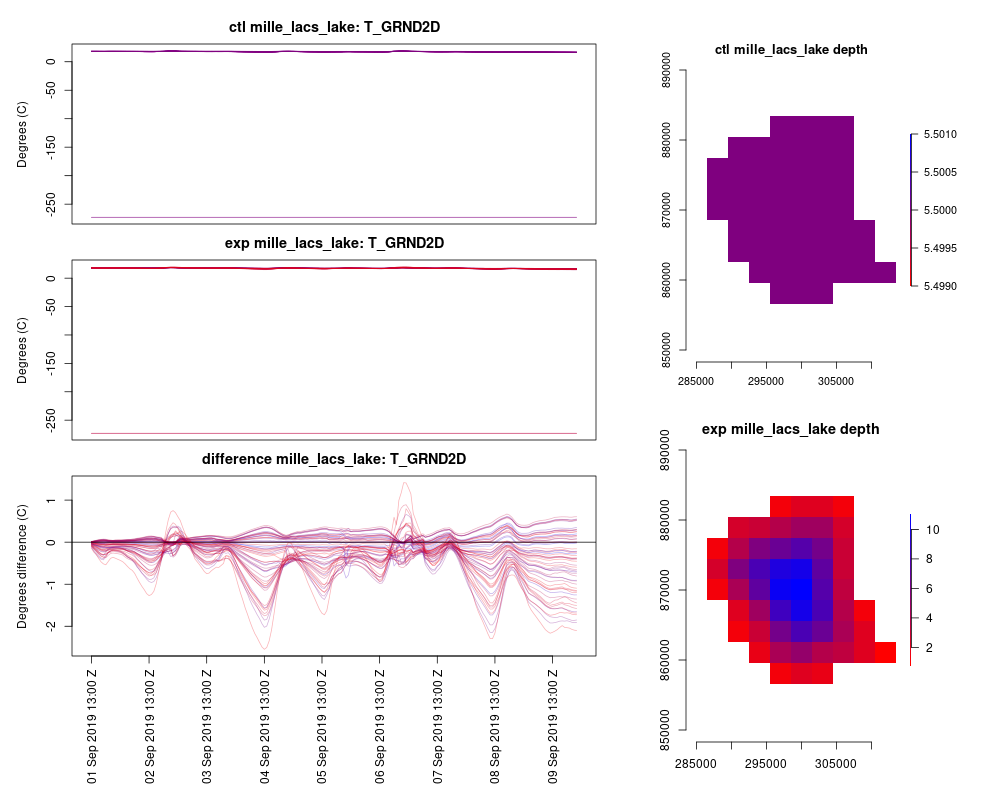 ctl mille_lacs_lake: T_GRND2D
Degrees (C)
0
-50
-150
-250
exp mille_lacs_lake: T_GRND2D
Degrees (C)
0
-50
-150
-250
difference mille_lacs_lake: T_GRND2D
Degrees difference (C)
1
0
-1
-2
01 Sep 2019 13:00 Z
02 Sep 2019 13:00 Z
03 Sep 2019 13:00 Z
04 Sep 2019 13:00 Z
05 Sep 2019 13:00 Z
06 Sep 2019 13:00 Z
07 Sep 2019 13:00 Z
08 Sep 2019 13:00 Z
09 Sep 2019 13:00 Z
ctl mille_lacs_lake depth
890000
880000
870000
860000
850000
285000
295000
305000
5.5010
5.5005
5.5000
5.4995
5.4990
exp mille_lacs_lake depth
890000
880000
870000
860000
850000
285000
295000
305000
10
8
6
4
2